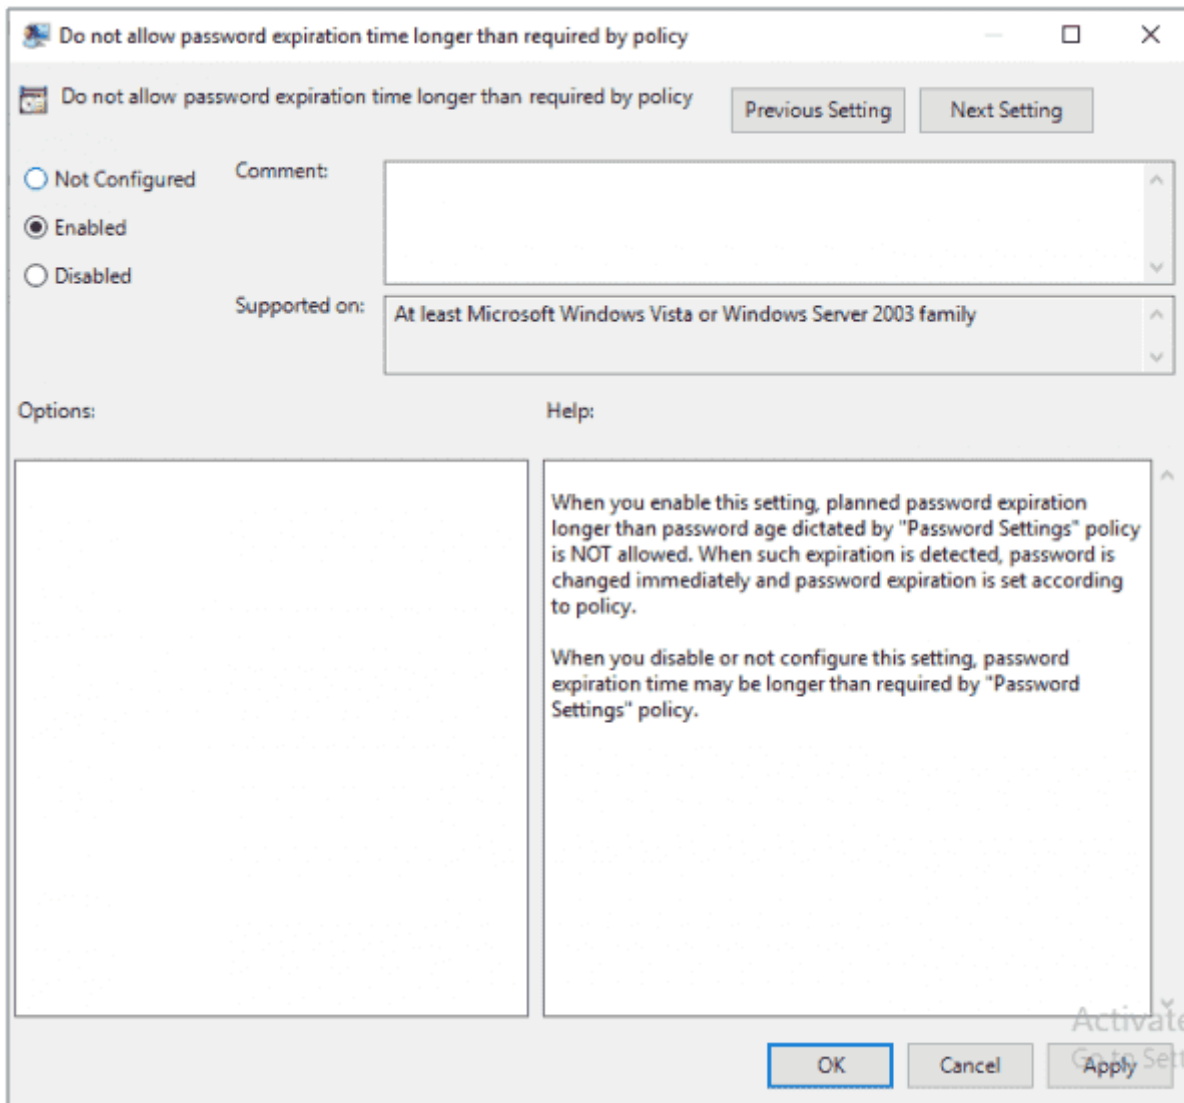 Do not allow password expiration time longer than required by policy
Do not allow password expiration time longer than required by policy
Previous Setting
Next Setting
Not Configured
Comment:
Enabled
Disabled
Supported on:
At least Microsoft Windows Vista or Windows Server 2003 family
Options:
Help:
When you enable this setting, planned password expiration
longer than password age dictated by "Password Settings" policy
is NOT allowed. When such expiration is detected, password is
changed immediately and password expiration is set according
to policy.
When you disable or not configure this setting, password
expiration time may be longer than required by "Password
Settings" policy.
Activate
Go to Sett
OK
Cancel
Apply